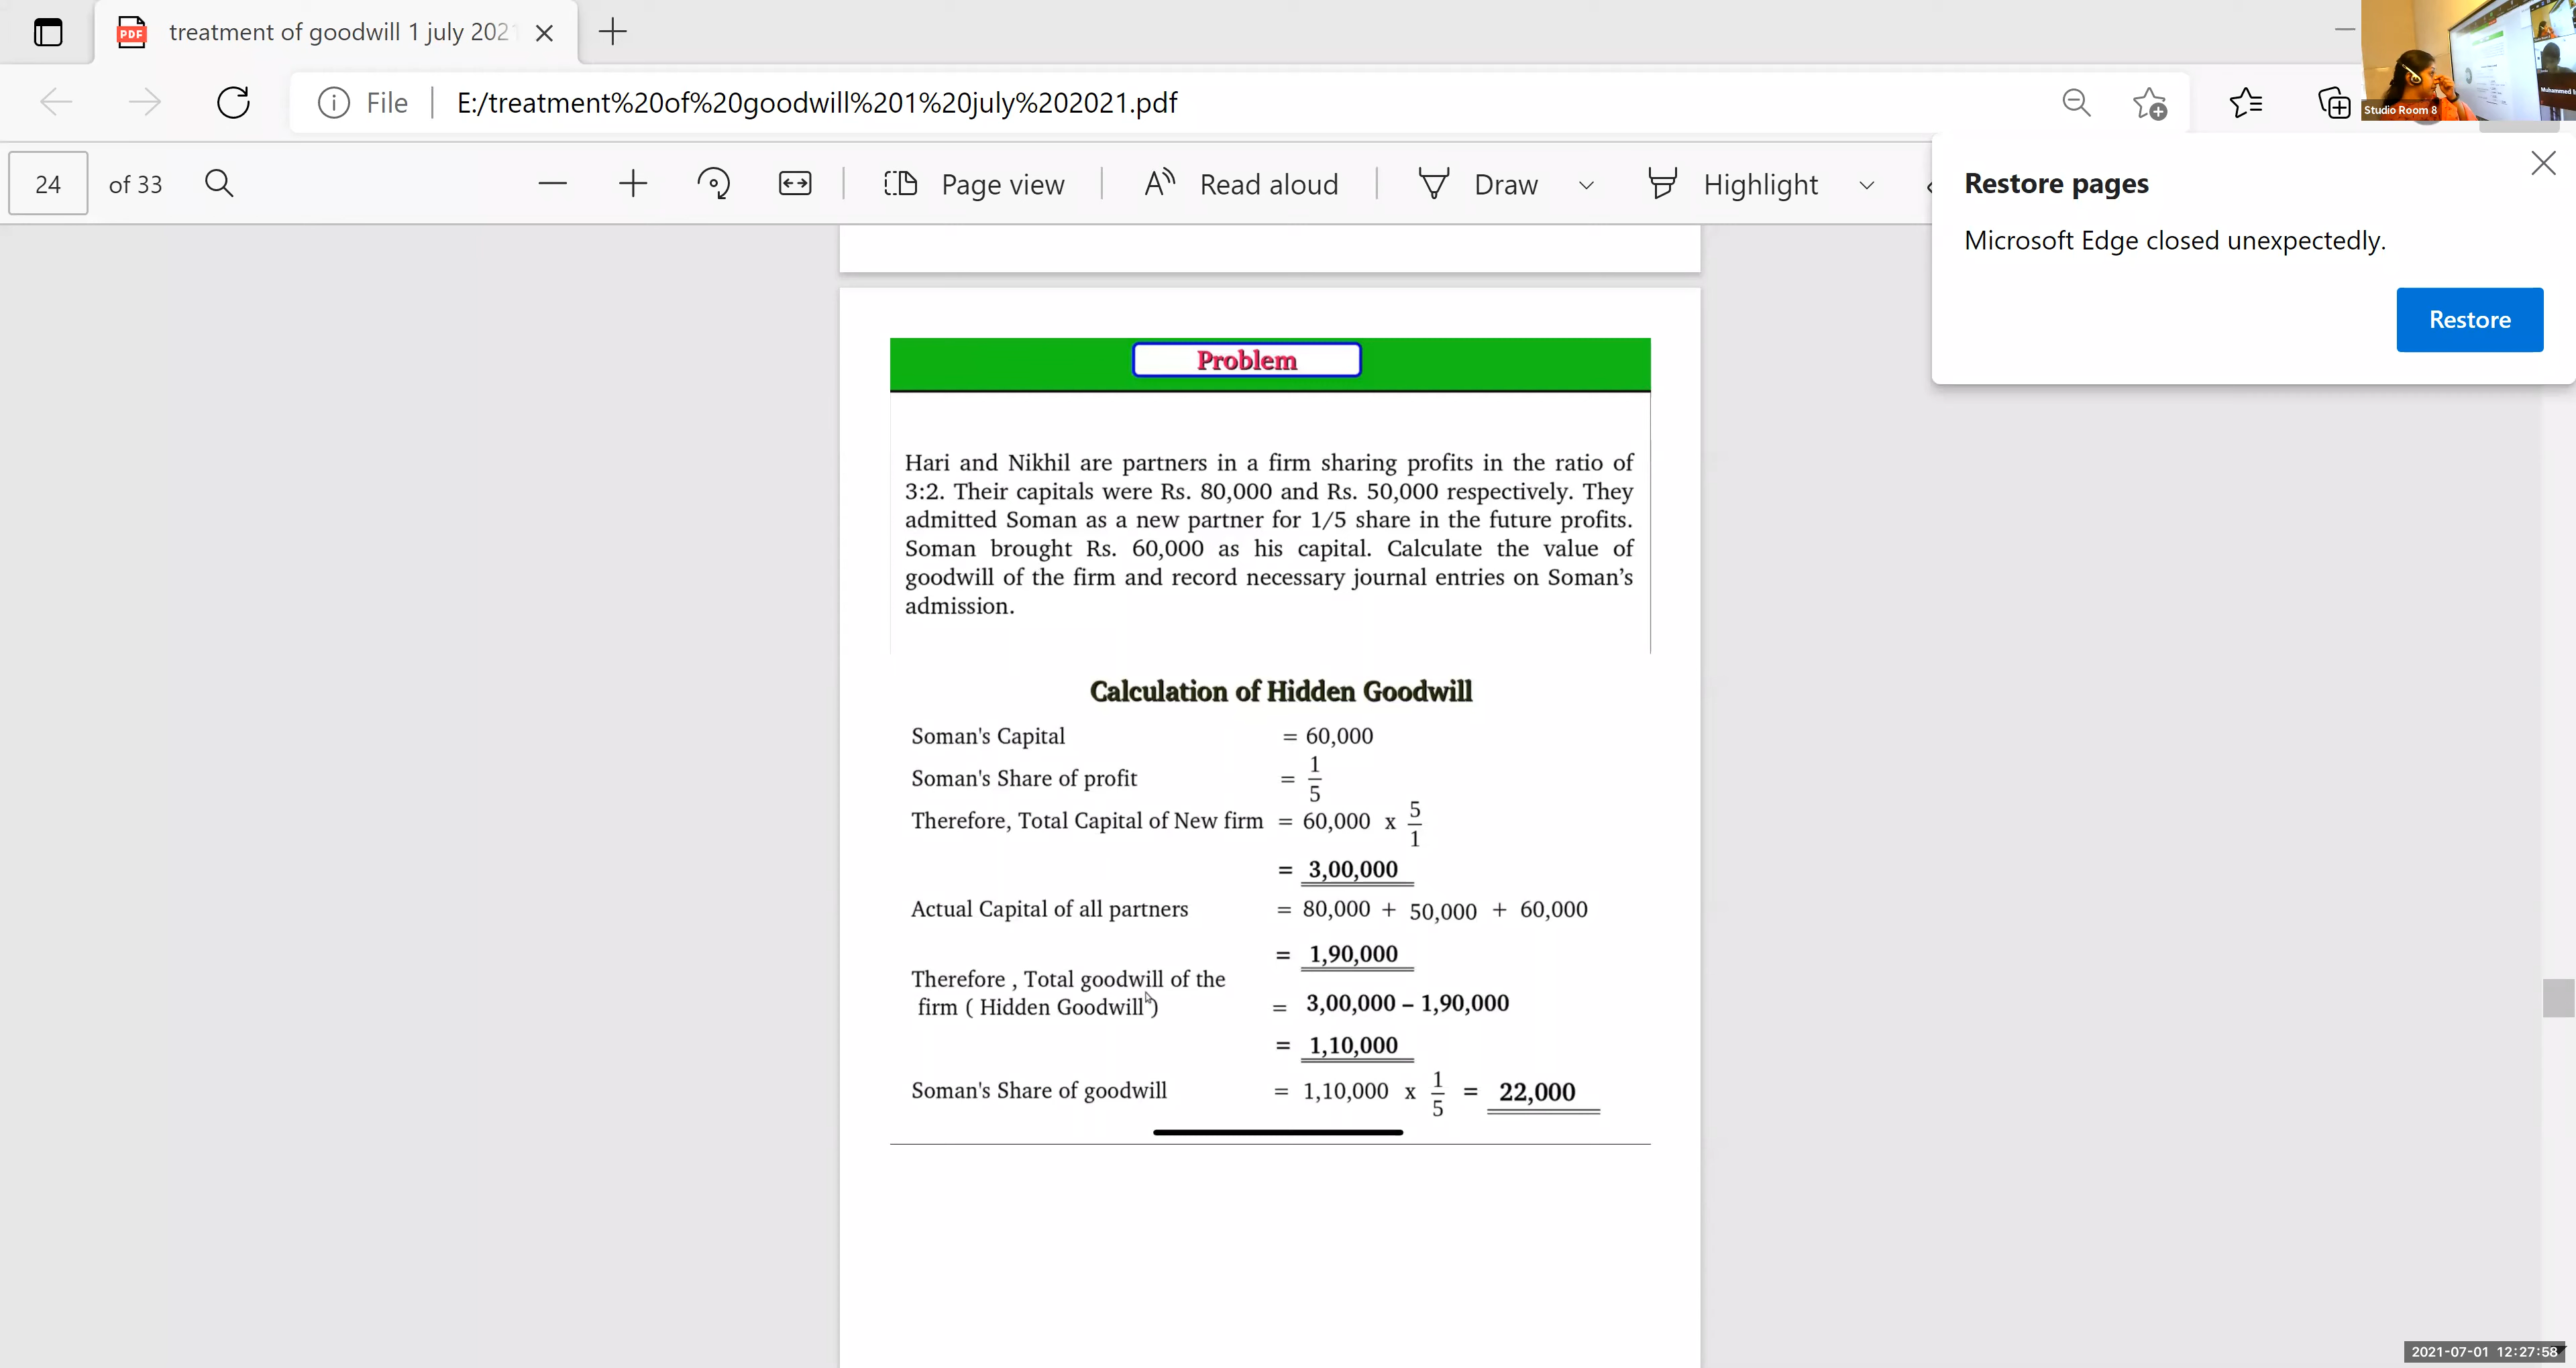 treatment of goodwill 1 july 202
File
E:/treatment%20of%20goodwill%201%20july%202021.pdf
Studio Room 8
24 of 33
Page view
Read aloud
Draw
Highlight
Restore pages
Microsoft Edge closed unexpectedly.
Restore
Problem
Hari and Nikhil are partners in a firm sharing profits in the ratio of
3:2. Their capitals were Rs. 80,000 and Rs. 50,000 respectively. They
admitted Soman as a new partner for 1/5 share in the future profits.
Soman brought Rs. 60,000 as his capital. Calculate the value of
goodwill of the firm and record necessary journal entries on Soman’s
admission.
Calculation of Hidden Goodwill
Soman's Capital = 60,000
Soman's Share of profit = 1/5
Therefore, Total Capital of New firm = 60,000 x 5/1
= 3,00,000
Actual Capital of all partners = 80,000 + 50,000 + 60,000
= 1,90,000
Therefore , Total goodwill of the
firm ( Hidden Goodwill ) = 3,00,000 – 1,90,000
= 1,10,000
Soman's Share of goodwill = 1,10,000 x 1/5 = 22,000
2021-07-01 12:27:58